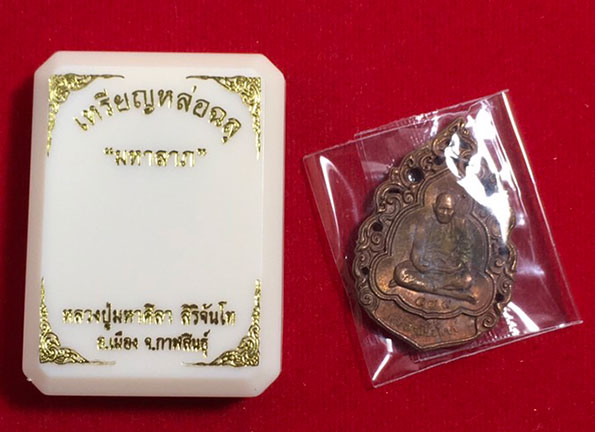 เหรียญหล่อฉลุ
"มหาลาภ"
หลวงปู่มหาศิลา สิริจันโท
อ.เมือง จ.กาฬสินธุ์